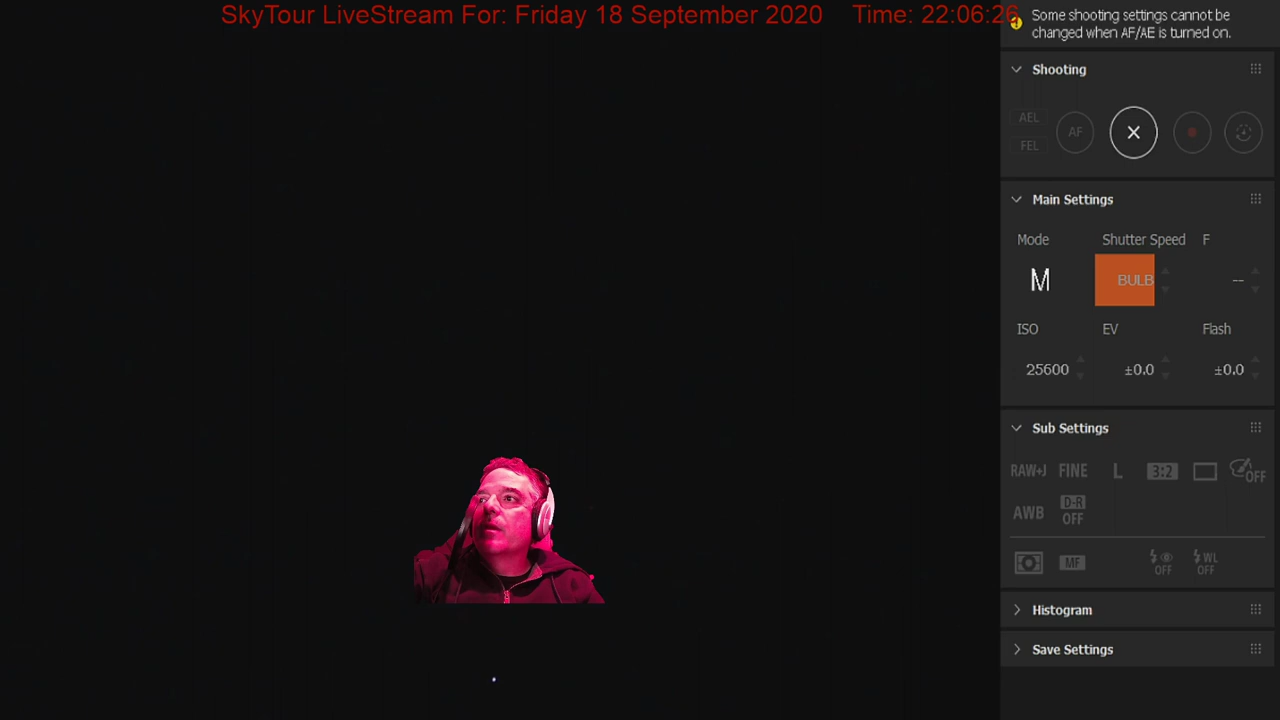 SkyTour LiveStream For: Friday 18 September 2020 Time: 22:06:26
Some shooting settings cannot be
changed when AF/AE is turned on.
Shooting
AEL
AF
FEL
Main Settings
Mode Shutter Speed F
M BULB --
ISO EV Flash
25600 ±0.0 ±0.0
Sub Settings
RAW+J FINE L 3:2 OFF
AWB D-R OFF
MF OFF WL OFF
Histogram
Save Settings